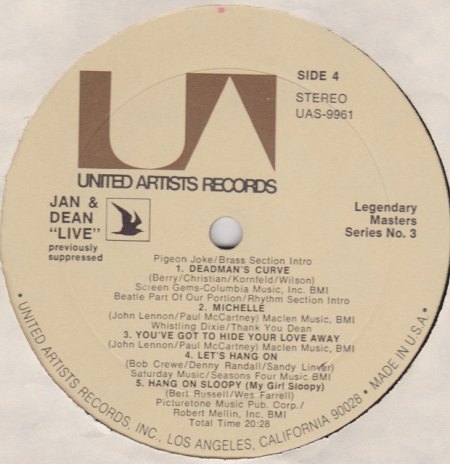 UA
UNITED ARTISTS RECORDS
SIDE 4
STEREO
UAS-9961
JAN &
DEAN
"LIVE"
previously
suppressed
Legendary
Masters
Series No. 3
Pigeon Joke/Brass Section Intro
1. DEADMAN'S CURVE
(Berry/Christian/Kornfeld/Wilson)
Screen Gems-Columbia Music, Inc. BMI
Beatle Part Of Our Portion/Rhythm Section Intro
2. MICHELLE
(John Lennon/Paul McCartney) Maclen Music, BMI
Whistling Dixie/Thank You Dean
3. YOU'VE GOT TO HIDE YOUR LOVE AWAY
(John Lennon/Paul McCartney) Maclen Music, BMI
4. LET'S HANG ON
(Bob Crewe/Denny Randall/Sandy Linver)
Saturday Music/Seasons Four Music, BMI
5. HANG ON SLOOPY (My Girl Sloopy)
(Bert Russell/Wes Farrell)
Picturetone Music Pub. Corp./
Robert Mellin, Inc. BMI
Total Time 20:28
• UNITED ARTISTS RECORDS, INC., LOS ANGELES, CALIFORNIA 90028 • MADE IN U.S.A. •